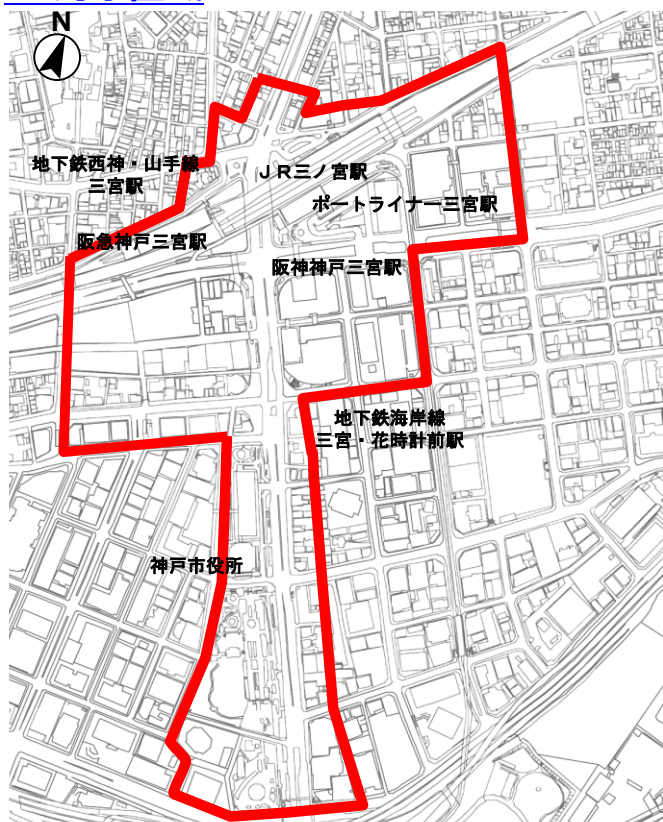 N
地下鉄西神・山手線
三宮駅
ＪＲ三ノ宮駅
ポートライナー三宮駅
阪急神戸三宮駅
阪神神戸三宮駅
地下鉄海岸線
三宮・花時計前駅
神戸市役所